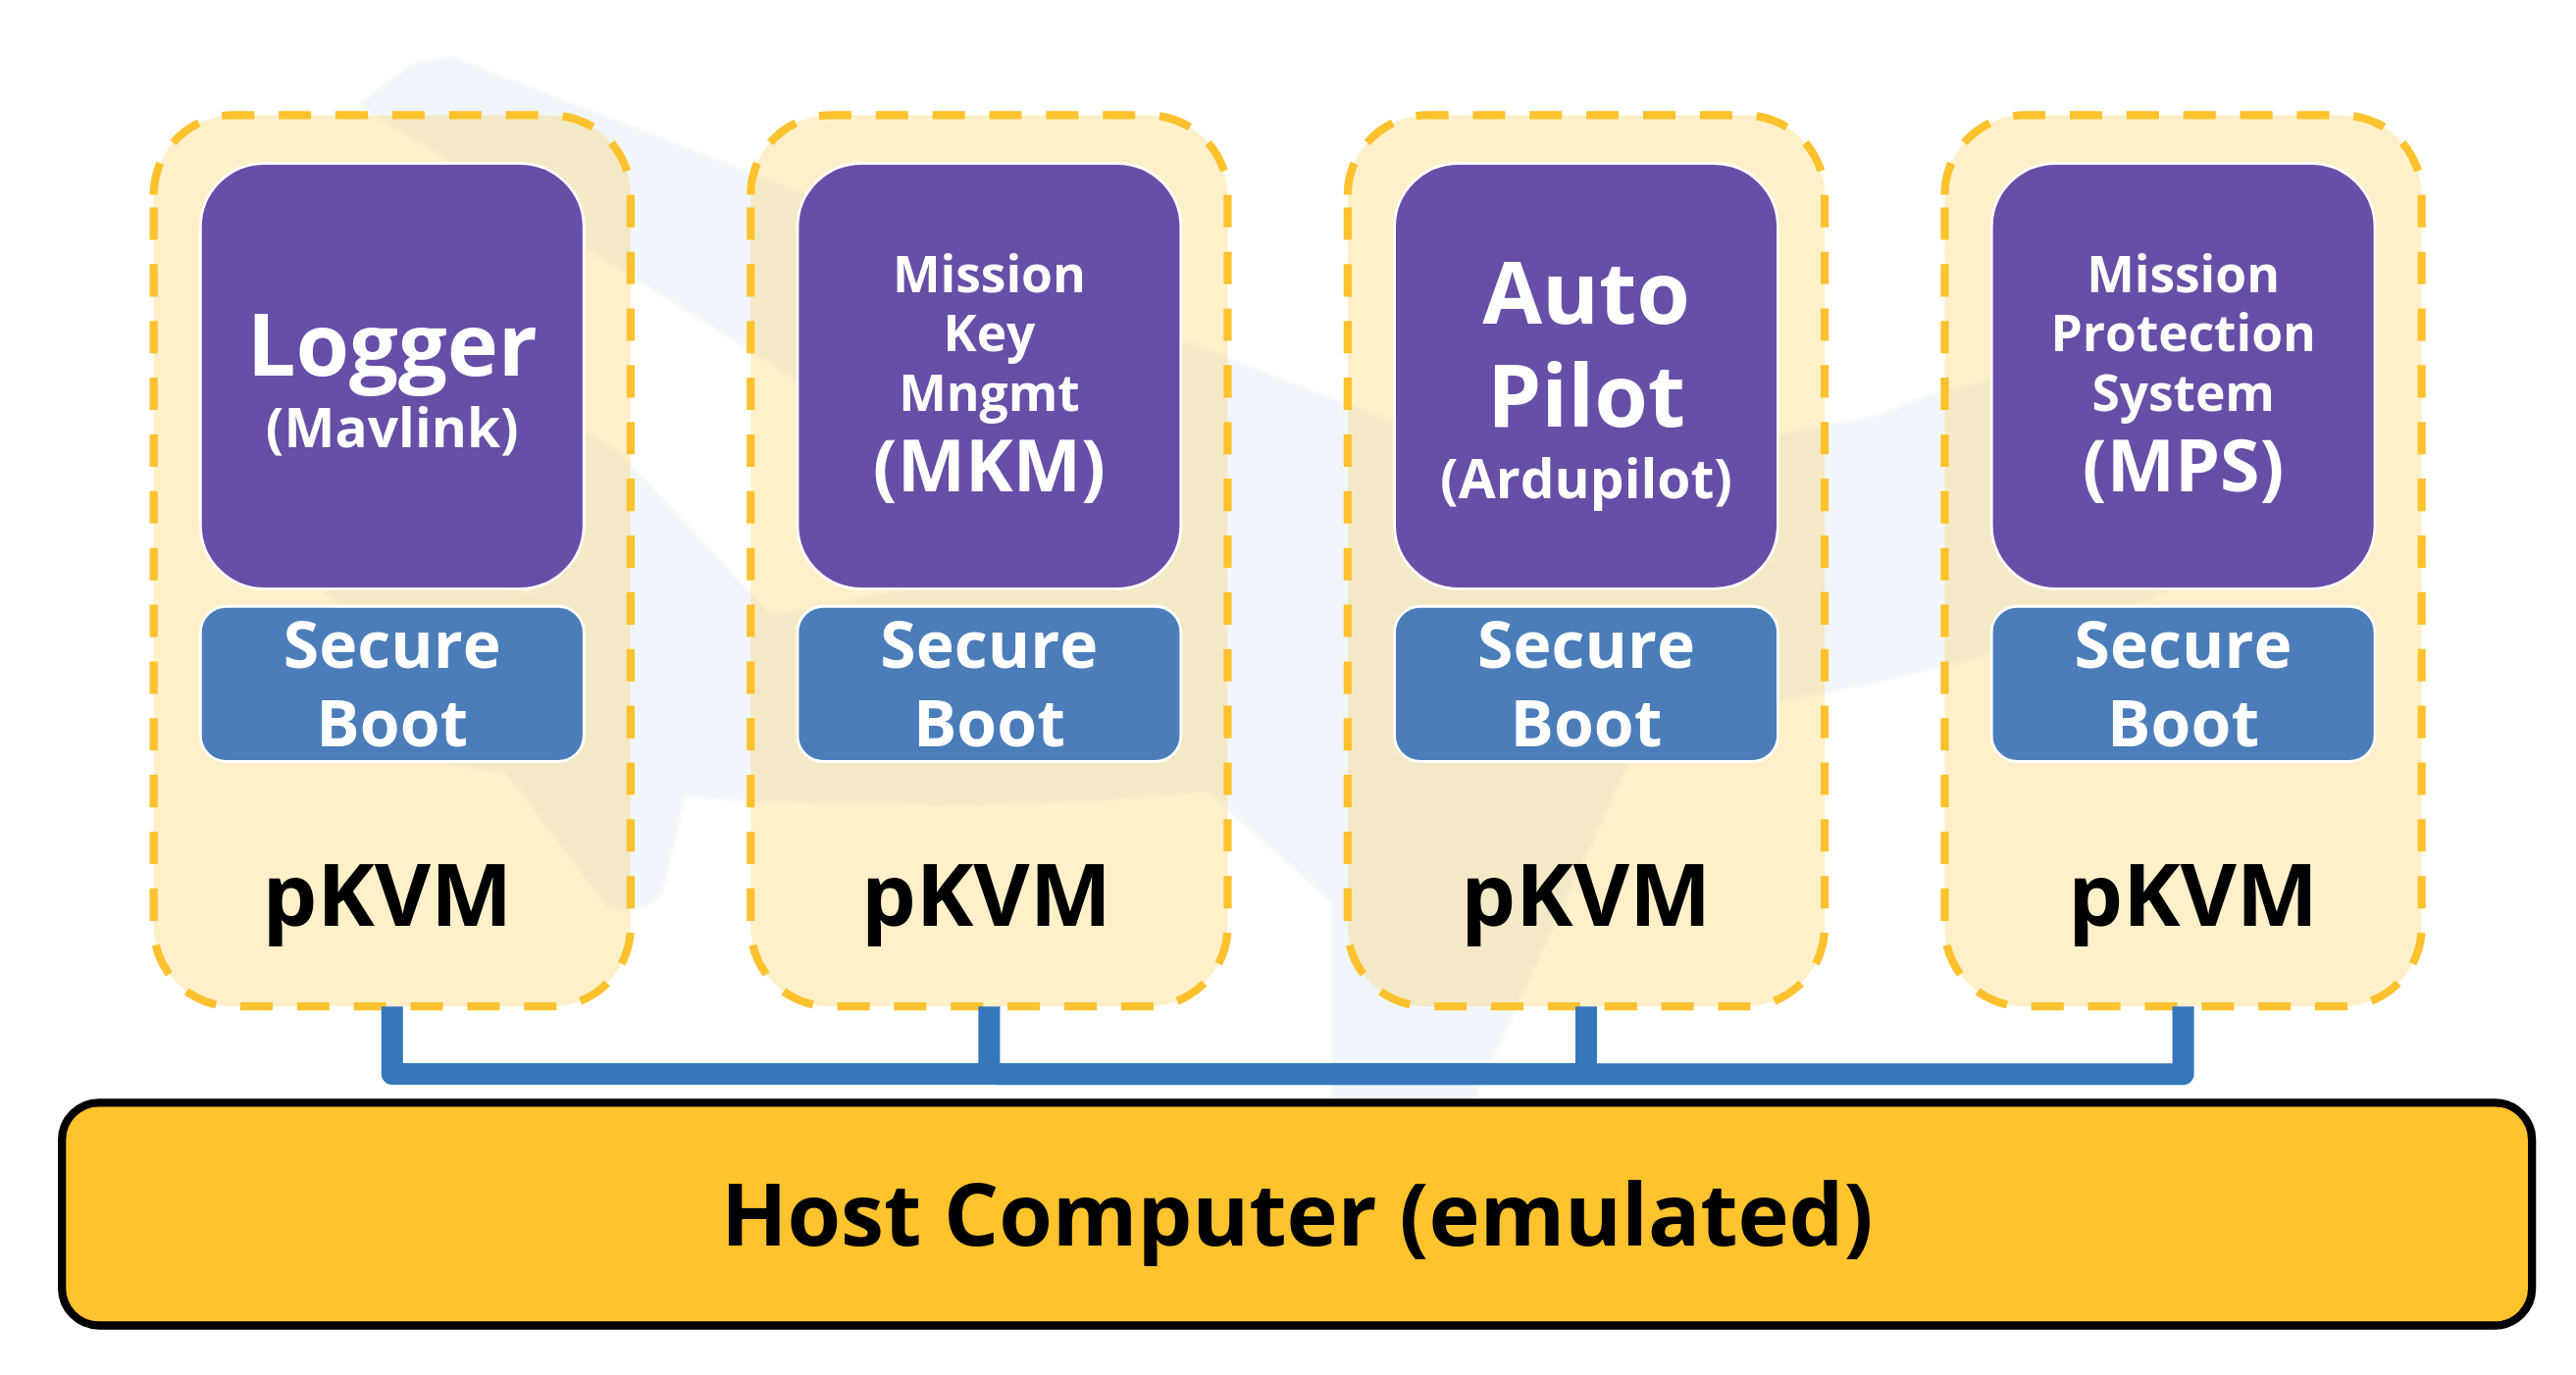 Logger
(Mavlink)
Secure
Boot
pKVM
Mission
Key
Mngmt
(MKM)
Secure
Boot
pKVM
Auto
Pilot
(Ardupilot)
Secure
Boot
pKVM
Mission
Protection
System
(MPS)
Secure
Boot
pKVM
Host Computer (emulated)